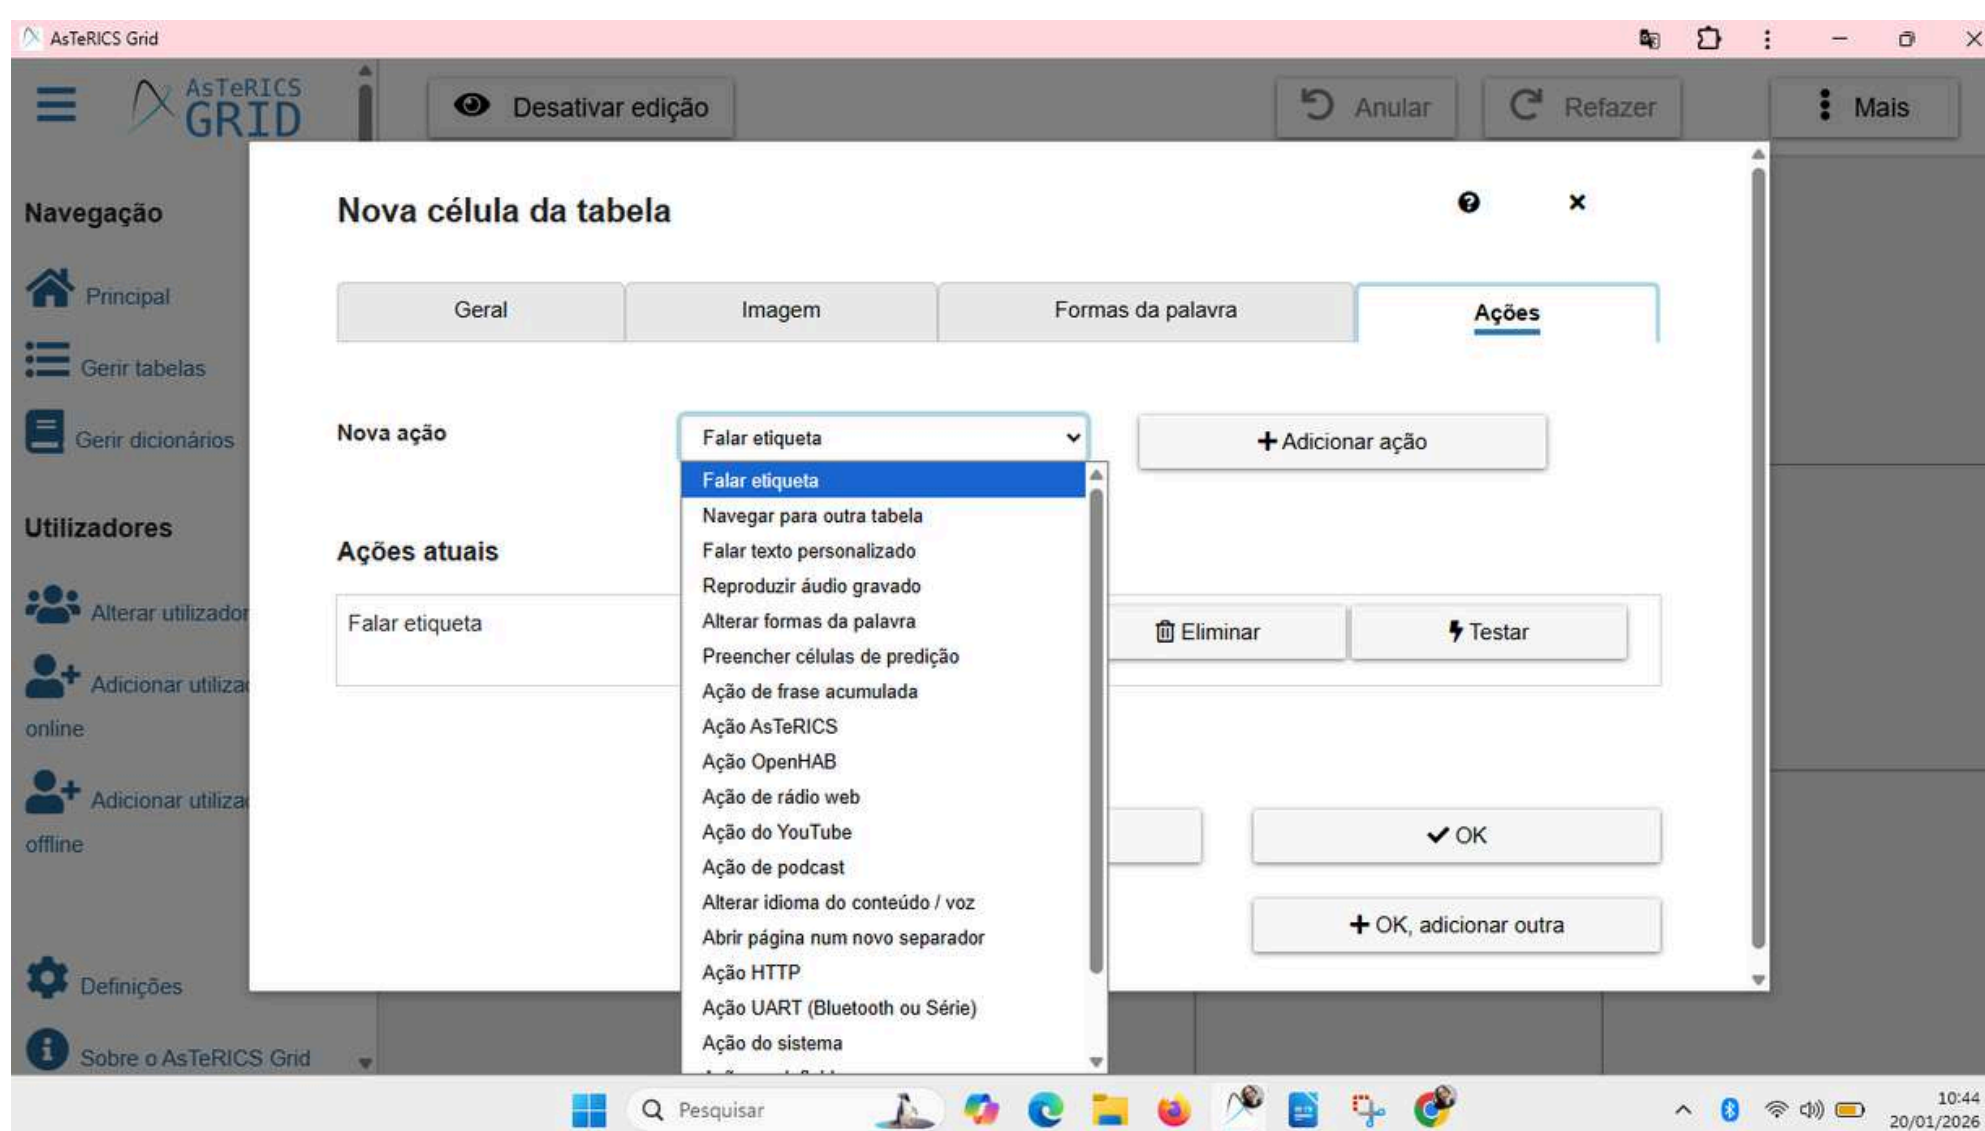 AsTeRICS Grid
AsTeRICS
GRID
Desativar edição
Anular
Refazer
Mais
Navegação
Principal
Gerir tabelas
Gerir dicionários
Utilizadores
Alterar utilizador
Adicionar
online
Adicionar
offline
Definições
Sobre o AsTeRICS Grid
Nova célula da tabela
Geral
Imagem
Formas da palavra
Ações
Nova ação
Falar etiqueta
Adicionar ação
Falar etiqueta
Navegar para outra tabela
Falar texto personalizado
Reproduzir áudio gravado
Alterar formas da palavra
Preencher células de predição
Ação de frase acumulada
Ação AsTeRICS
Ação OpenHAB
Ação de rádio web
Ação do YouTube
Ação de podcast
Alterar idioma do conteúdo / voz
Abrir página num novo separador
Ação HTTP
Ação UART (Bluetooth ou Série)
Ação do sistema
Ações atuais
Falar etiqueta
Eliminar
Testar
OK
OK, adicionar outra
Pesquisar
10:44
20/01/2026